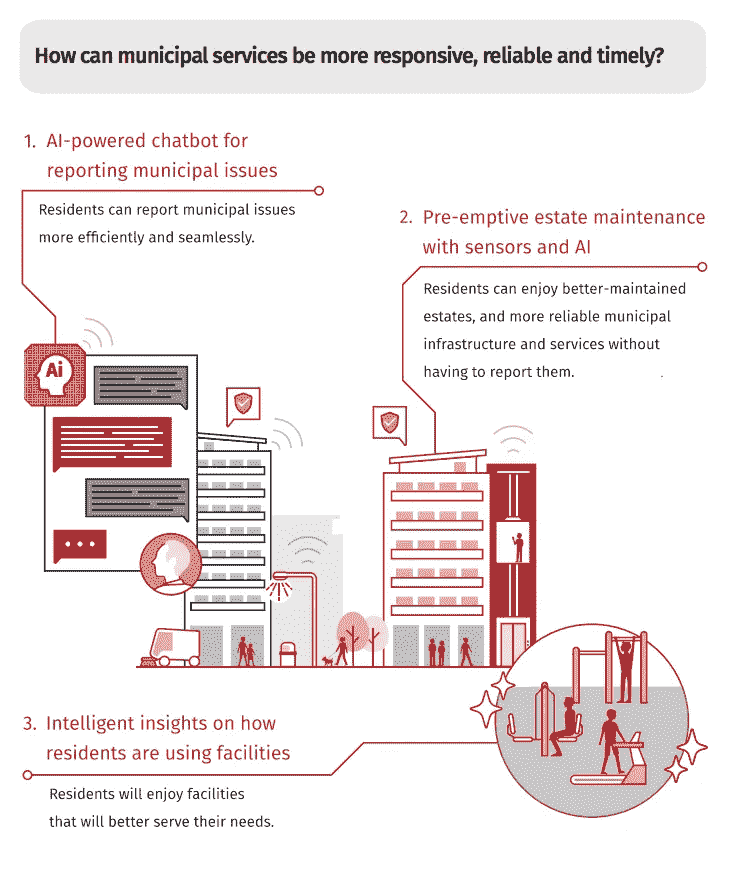 How can municipal services be more responsive, reliable and timely?
1. AI-powered chatbot for
reporting municipal issues
Residents can report municipal issues
more efficiently and seamlessly.
2. Pre-emptive estate maintenance
with sensors and AI
Residents can enjoy better-maintained
estates, and more reliable municipal
infrastructure and services without
having to report them.
Ai
3. Intelligent insights on how
residents are using facilities
Residents will enjoy facilities
that will better serve their needs.